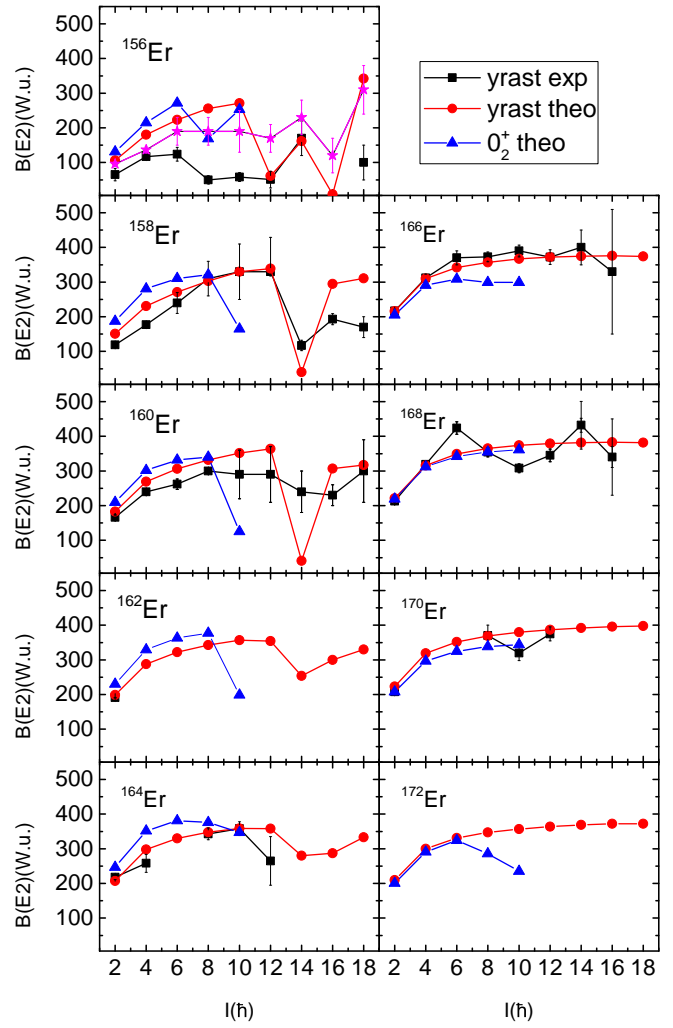 500
400
300
200
100
B(E2)(W.u.)
¹⁵⁶Er
yrast exp
yrast theo
0₂⁺ theo
500
400
300
200
100
B(E2)(W.u.)
¹⁵⁸Er
¹⁶⁶Er
500
400
300
200
100
B(E2)(W.u.)
¹⁶⁰Er
¹⁶⁸Er
500
400
300
200
100
B(E2)(W.u.)
¹⁶²Er
¹⁷⁰Er
500
400
300
200
100
B(E2)(W.u.)
¹⁶⁴Er
¹⁷²Er
2 4 6 8 10 12 14 16 18 2 4 6 8 10 12 14 16 18
I(ħ) I(ħ)